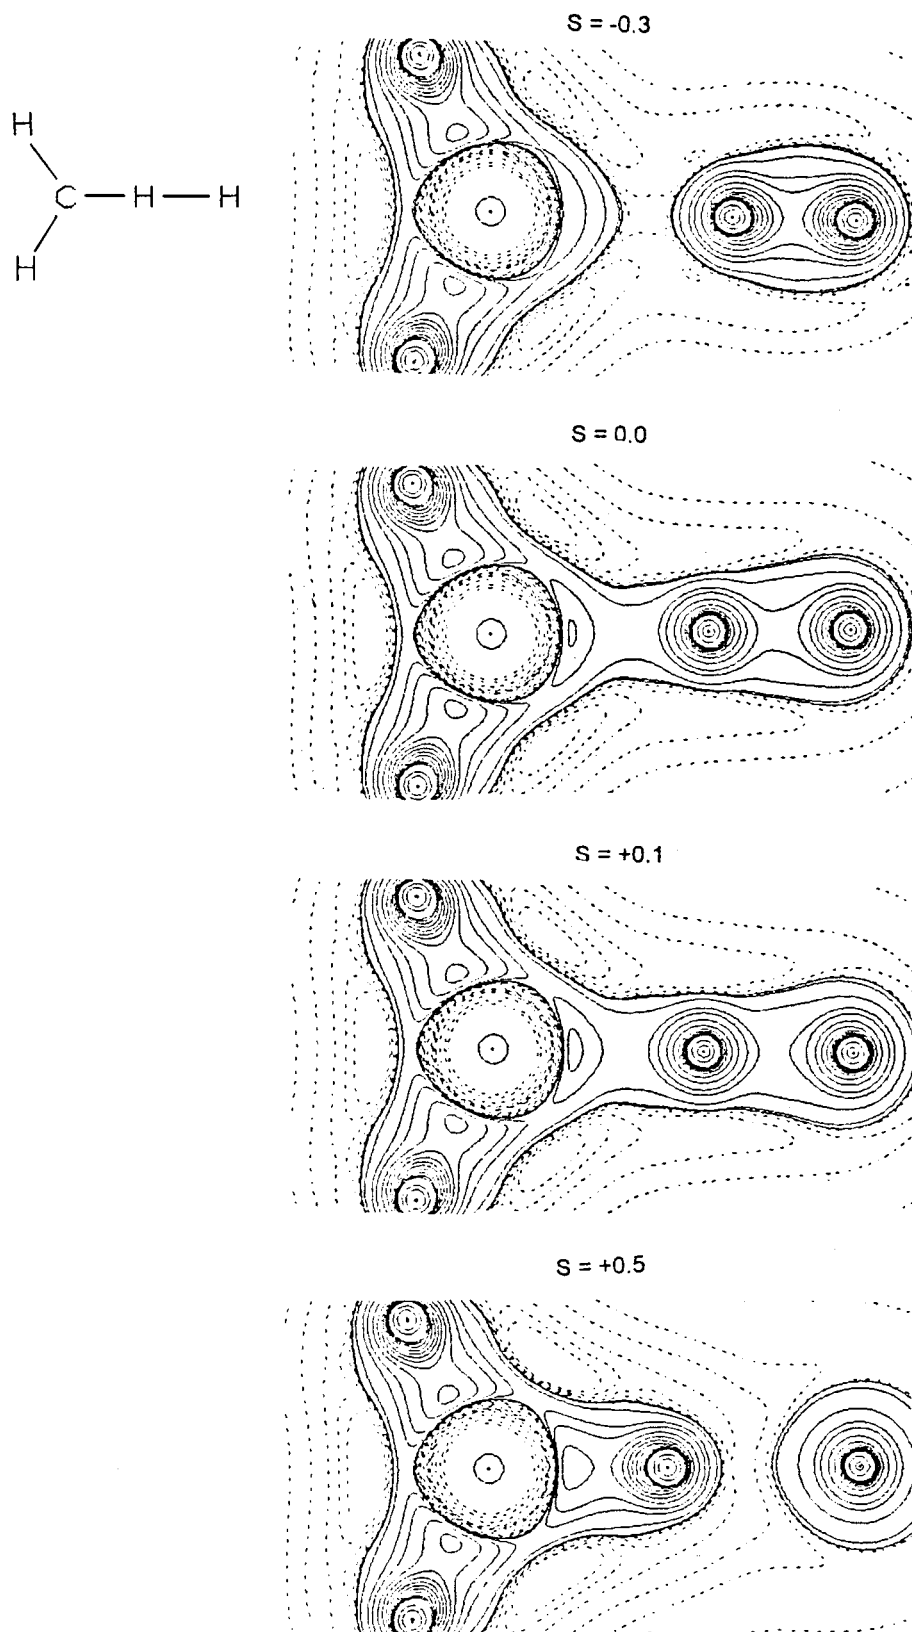 S = -0.3
H
C H H
H
S = 0.0
S = +0.1
S = +0.5